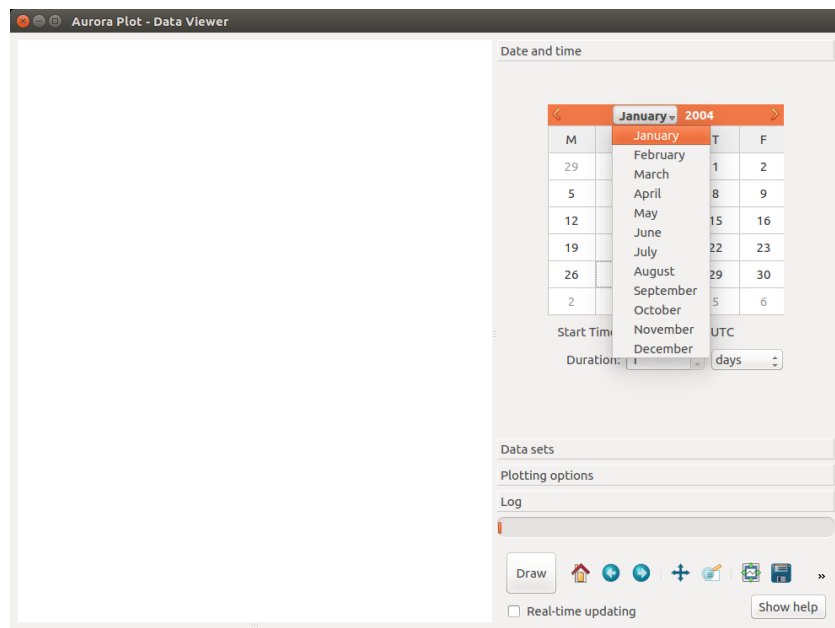 Aurora Plot - Data Viewer
Date and time
January 2004
M T F
29 1 2
5 8 9
12 15 16
19 22 23
26 29 30
2 5 6
January
February
March
April
May
June
July
August
September
October
November
December
Start UTC
Duration: days
Data sets
Plotting options
Log
Draw
»
Real-time updating
Show help